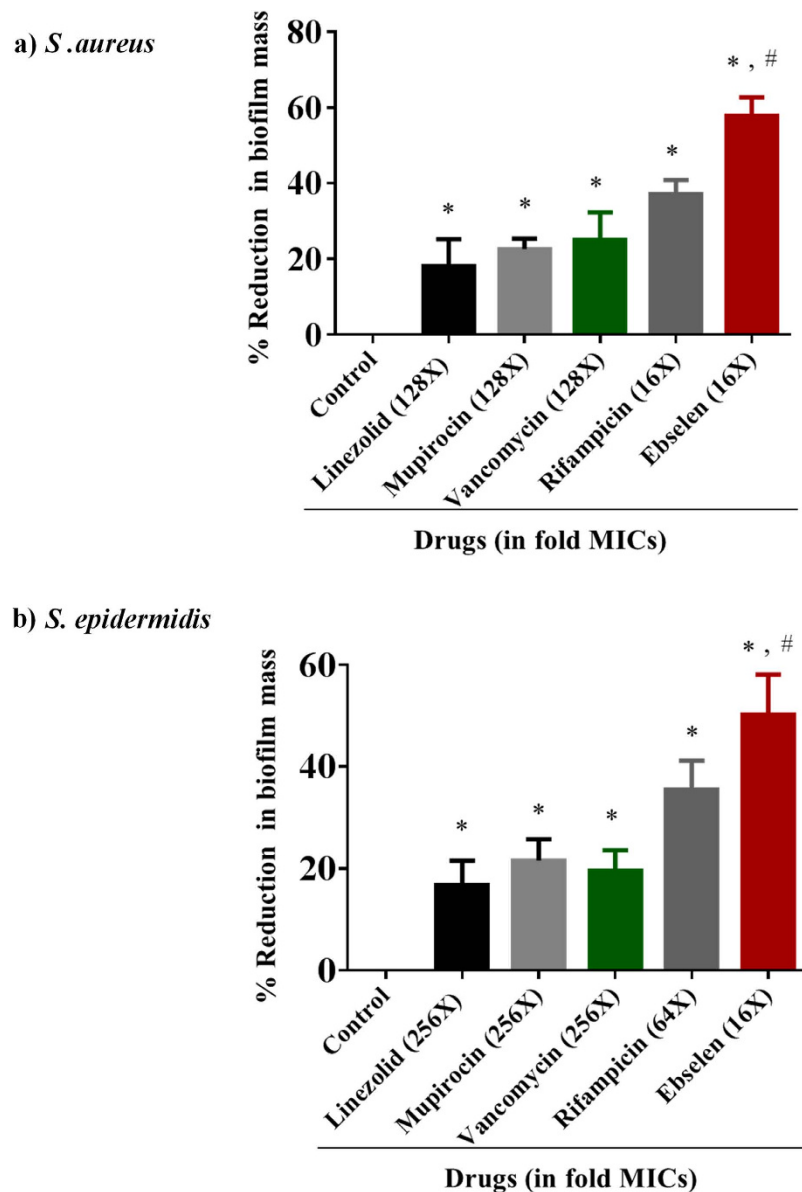 a) S .aureus
% Reduction in biofilm mass
80
60
40
20
0
*
*
*
*
* , #
Control
Linezolid (128X)
Mupirocin (128X)
Vancomycin (128X)
Rifampicin (16X)
Ebselen (16X)
Drugs (in fold MICs)
b) S. epidermidis
% Reduction in biofilm mass
60
40
20
0
*
*
*
*
* , #
Control
Linezolid (256X)
Mupirocin (256X)
Vancomycin (256X)
Rifampicin (64X)
Ebselen (16X)
Drugs (in fold MICs)